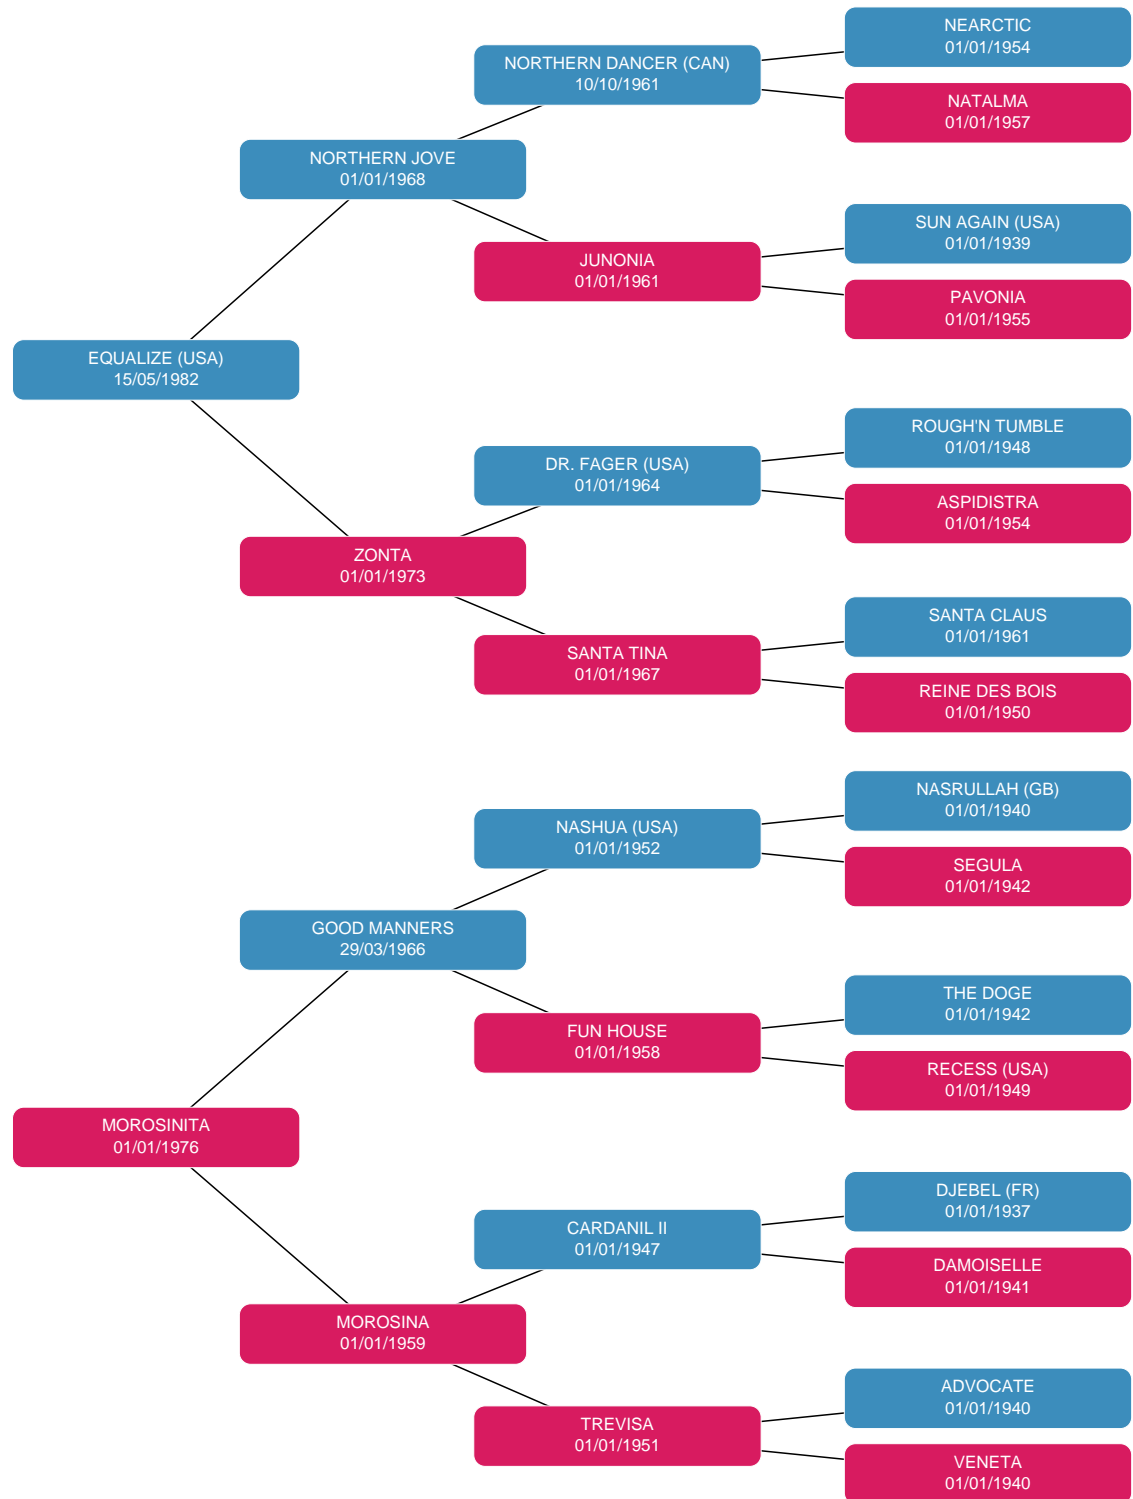 NEARCTIC
01/01/1954
NORTHERN DANCER (CAN)
10/10/1961
NATALMA
01/01/1957
NORTHERN JOVE
01/01/1968
SUN AGAIN (USA)
01/01/1939
JUNONIA
01/01/1961
PAVONIA
01/01/1955
EQUALIZE (USA)
15/05/1982
ROUGH'N TUMBLE
01/01/1948
DR. FAGER (USA)
01/01/1964
ASPIDISTRA
01/01/1954
ZONTA
01/01/1973
SANTA CLAUS
01/01/1961
SANTA TINA
01/01/1967
REINE DES BOIS
01/01/1950
NASRULLAH (GB)
01/01/1940
NASHUA (USA)
01/01/1952
SEGULA
01/01/1942
GOOD MANNERS
29/03/1966
THE DOGE
01/01/1942
FUN HOUSE
01/01/1958
RECESS (USA)
01/01/1949
MOROSINITA
01/01/1976
DJEBEL (FR)
01/01/1937
CARDANIL II
01/01/1947
DAMOISELLE
01/01/1941
MOROSINA
01/01/1959
ADVOCATE
01/01/1940
TREVISA
01/01/1951
VENETA
01/01/1940